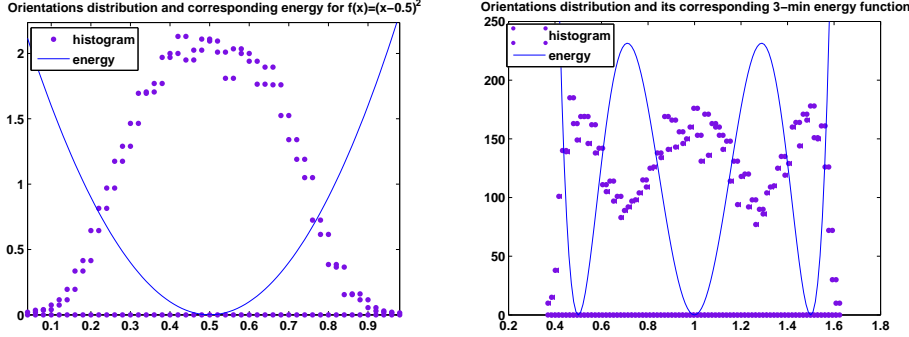 Orientations distribution and corresponding energy for f(x)=(x−0.5)²
histogram
energy
2
1.5
1
0.5
0
0.1 0.2 0.3 0.4 0.5 0.6 0.7 0.8 0.9
Orientations distribution and its corresponding 3−min energy function
histogram
energy
250
200
150
100
50
0
0.2 0.4 0.6 0.8 1 1.2 1.4 1.6 1.8